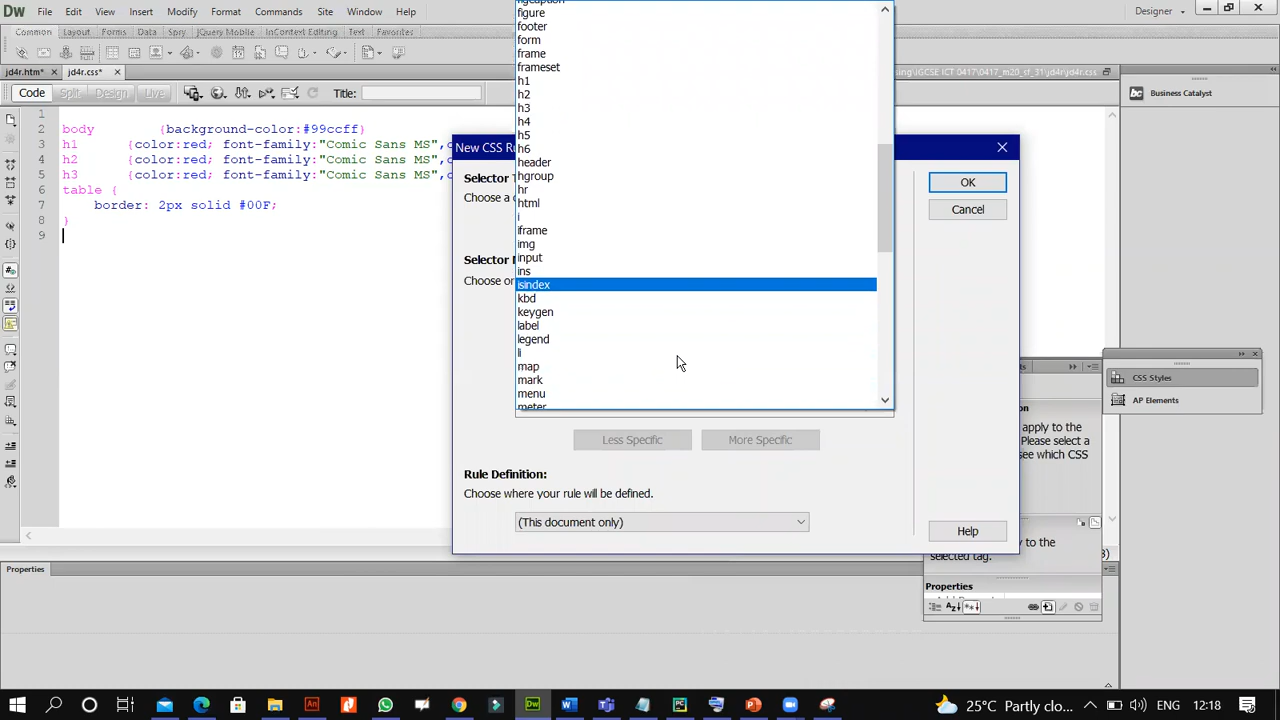 Dw File Edit View Insert Modify Format Commands Site Window Help Designer
Common Layout Forms Data Spry jQuery Mobile InContext Editing Text Favorites
jd4r.htm* × jd4r.css* ×
0417_m20_sf_31\jd4r\jd4r.css
Code Split Design Live Title:
Business Catalyst
1
2 body {background-color:#99ccff}
3 h1 {color:red; font-family:"Comic Sans MS",c
4 h2 {color:red; font-family:"Comic Sans MS",c
5 h3 {color:red; font-family:"Comic Sans MS",c
6 table {
7 border: 2px solid #00F;
8 }
9
New CSS Ru
Selector T
Choose a c
Selector N
Choose or
figcaption
figure
footer
form
frame
frameset
h1
h2
h3
h4
h5
h6
header
hgroup
hr
html
i
iframe
img
input
ins
isindex
kbd
keygen
label
legend
li
map
mark
menu
meter
OK
Cancel
Less Specific More Specific
Rule Definition:
Choose where your rule will be defined.
(This document only)
Help
CSS Styles
AP Elements
apply to the
Please select a
see which CSS
y to the
selected tag.
Properties
Properties
25°C Partly clo... ENG 12:18